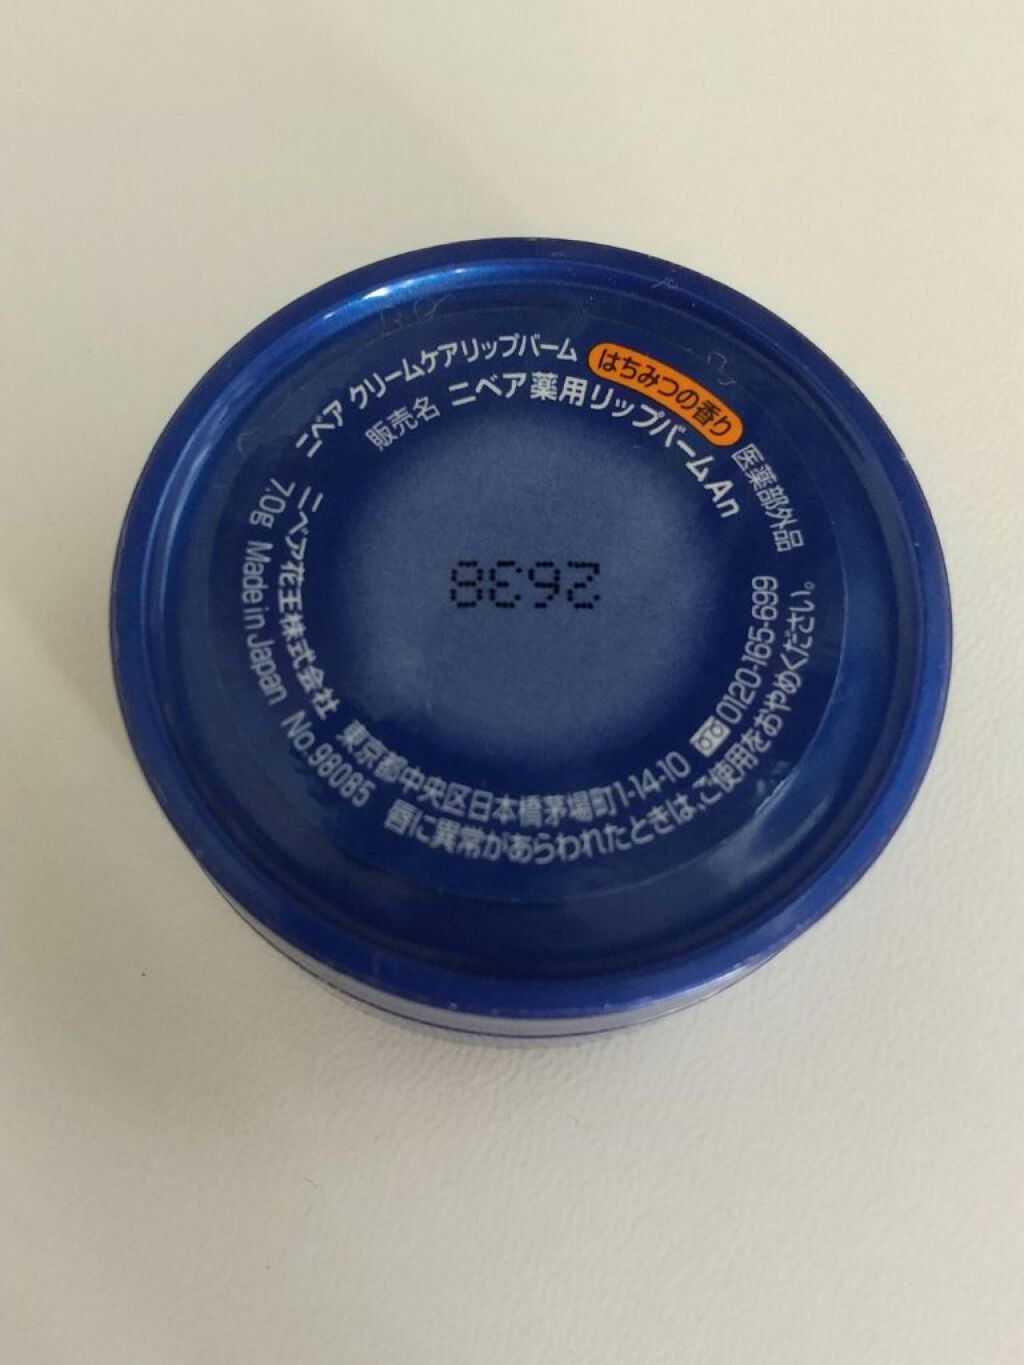 ニベア クリームケアリップバーム はちみつの香り
販売名 ニベア薬用リップバームAn 医薬部外品
2638
ニベア花王株式会社 東京都中央区日本橋茅場町1-14-10 0120-165-699
7.0g Made in Japan No.98085 唇に異常があらわれたときは、ご使用をおやめください。